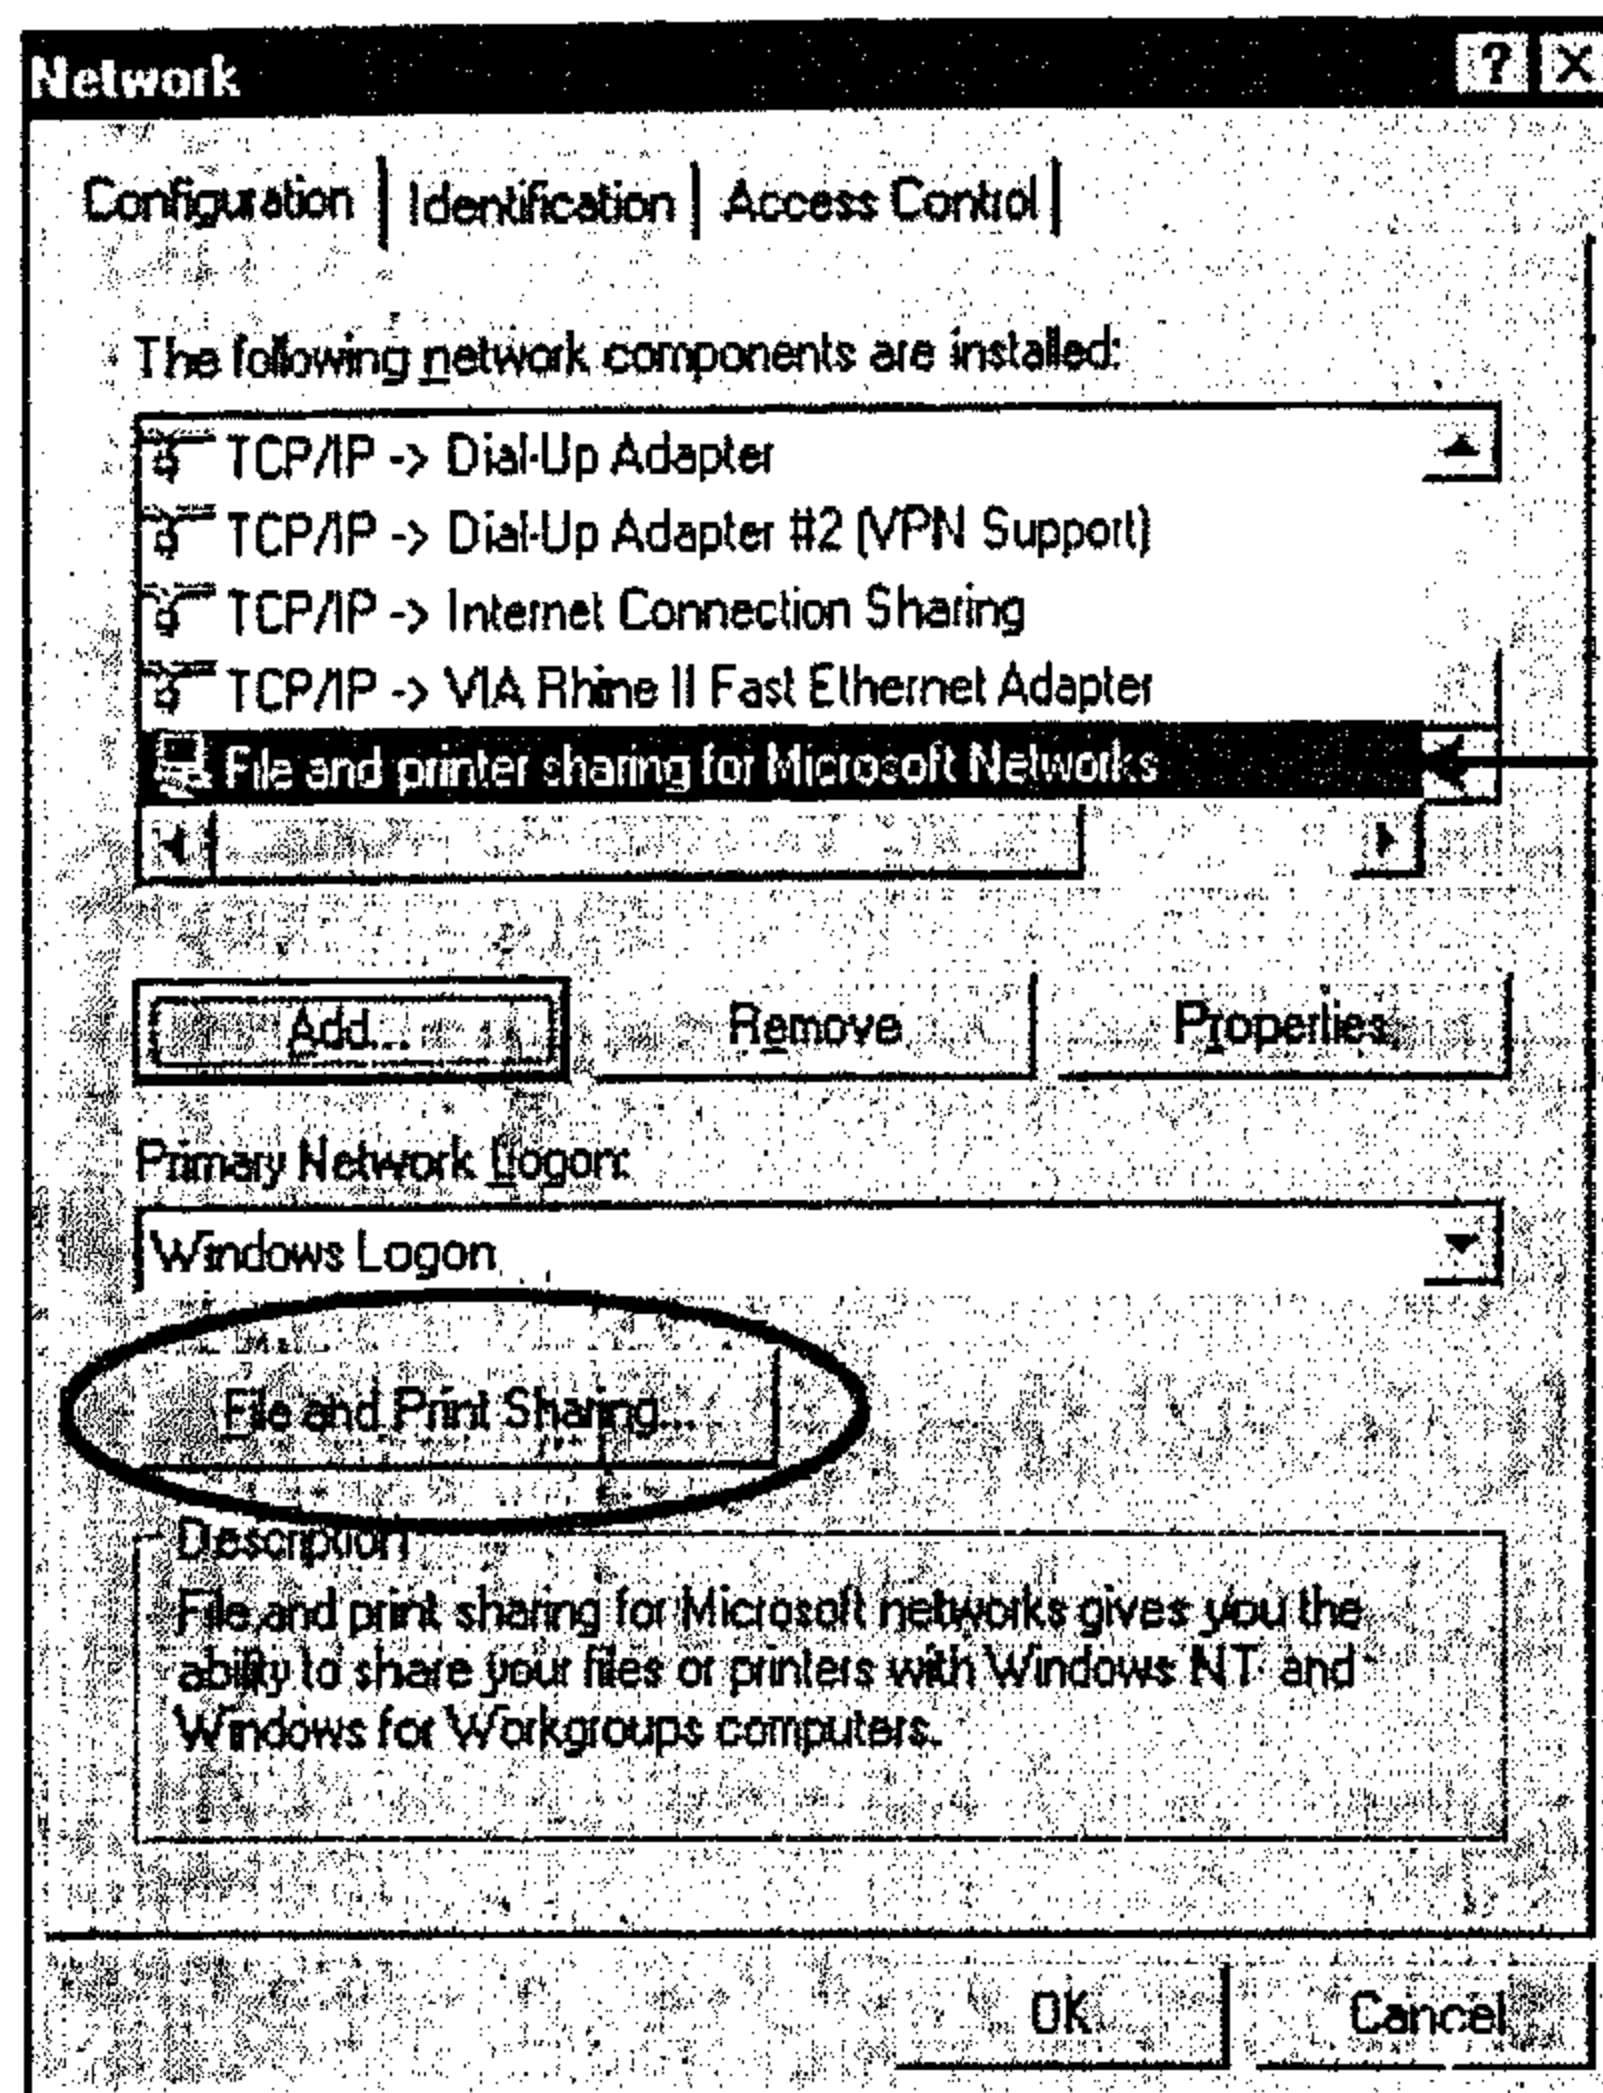 Network ? X
Configuration Identification Access Control
The following network components are installed:
TCP/IP -> Dial-Up Adapter
TCP/IP -> Dial-Up Adapter #2 (VPN Support)
TCP/IP -> Internet Connection Sharing
TCP/IP -> VIA Rhine II Fast Ethernet Adapter
File and printer sharing for Microsoft Networks
Add... Remove Properties
Primary Network Logon:
Windows Logon
File and Print Sharing...
Description
File and print sharing for Microsoft networks gives you the
ability to share your files or printers with Windows NT and
Windows for Workgroups computers.
OK Cancel